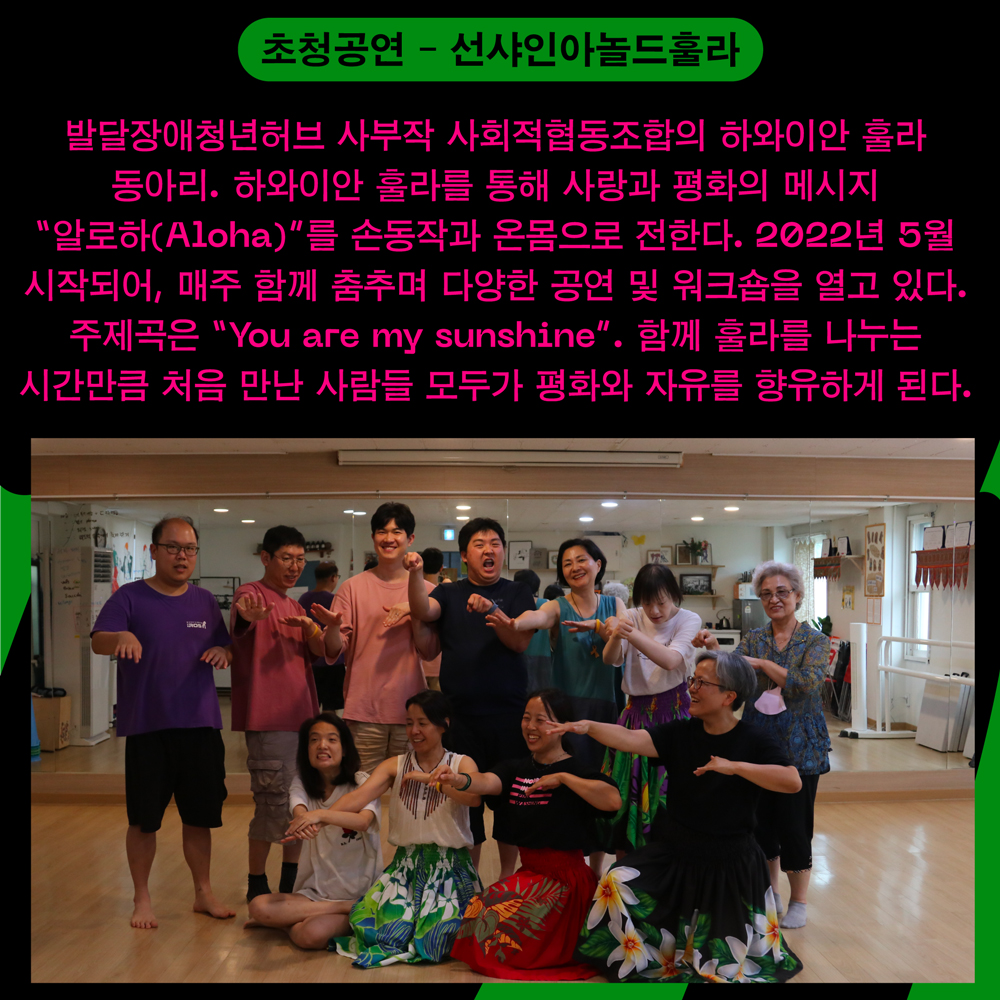 초청공연 - 선샤인아놀드훌라
발달장애청년허브 사부작 사회적협동조합의 하와이안 훌라
동아리. 하와이안 훌라를 통해 사랑과 평화의 메시지
“알로하(Aloha)”를 손동작과 온몸으로 전한다. 2022년 5월
시작되어, 매주 함께 춤추며 다양한 공연 및 워크숍을 열고 있다.
주제곡은 “You are my sunshine”. 함께 훌라를 나누는
시간만큼 처음 만난 사람들 모두가 평화와 자유를 향유하게 된다.